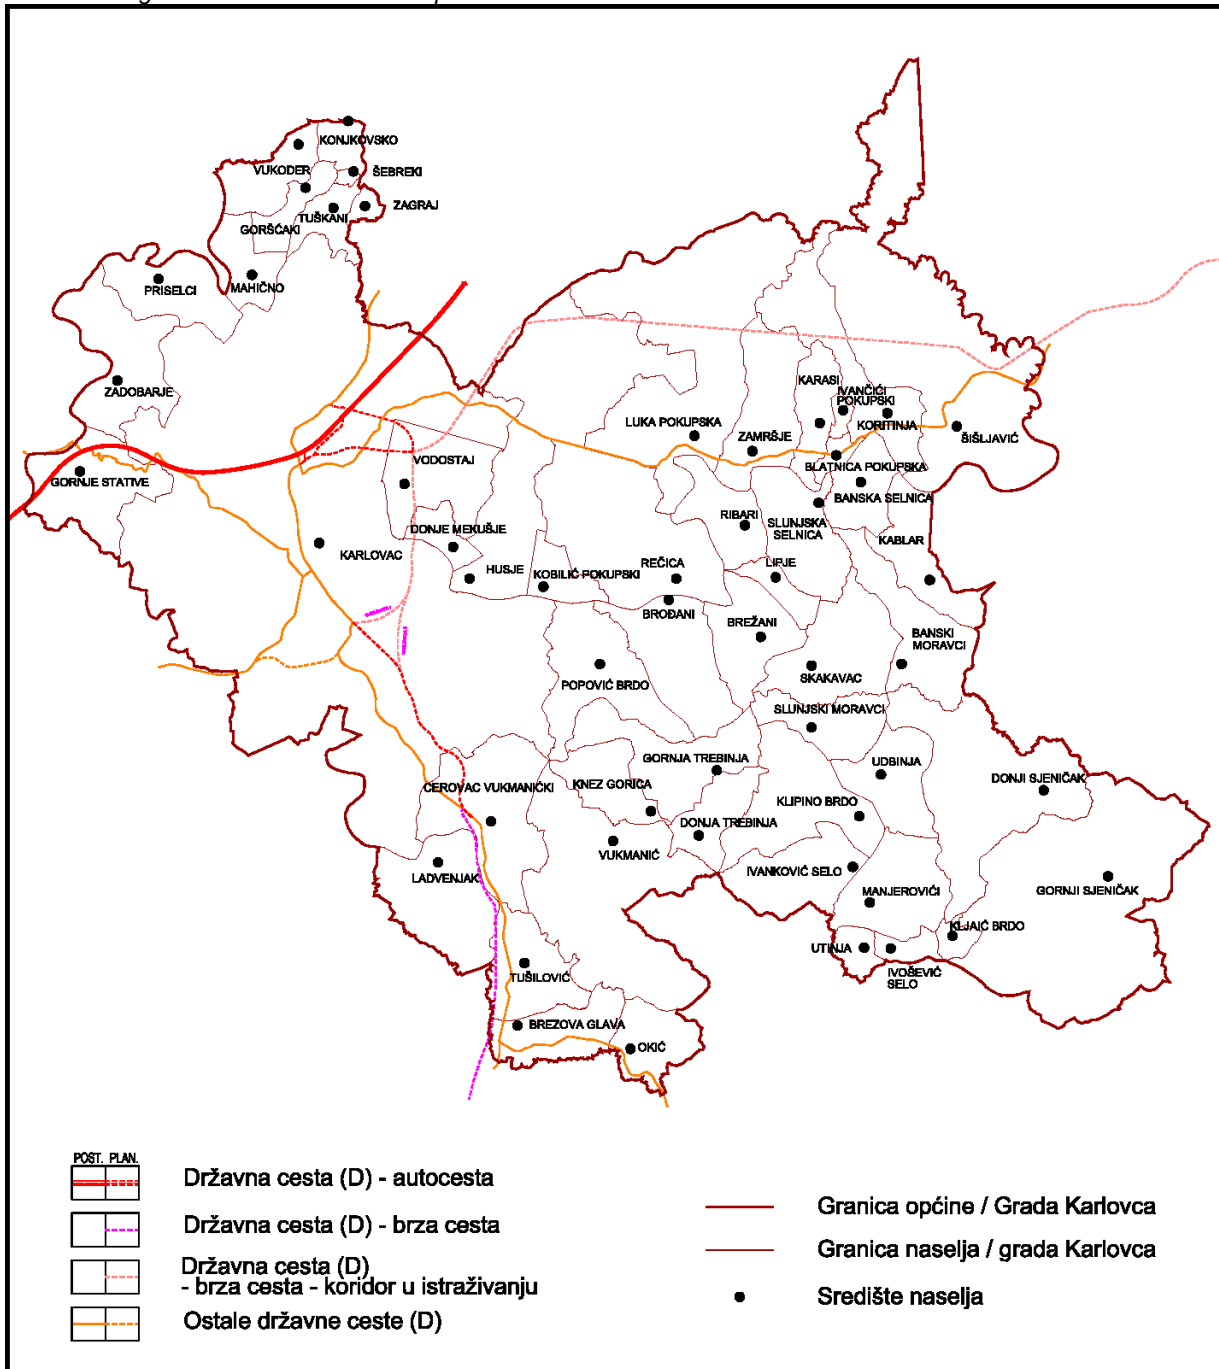 KONJKOVSKO
VUKODER
ŠEBREKI
ZAGRAJ
TUŠKANI
GORŠĆAKI
MAHIČNO
PRISELCI
ZADOBARJE
GORNJE STATIVE
KARLOVAC
VODOSTAJ
DONJE MEKUŠJE
HUSJE
KOBILIĆ POKUPSKI
REČICA
BROĐANI
LUKA POKUPSKA
ZAMRŠJE
KARASI
IVANČIĆI
POKUPSKI
KORITINJA
ŠIŠLJAVIĆ
BLATNICA POKUPSKA
BANSKA SELNICA
RIBARI
SLUNJSKA
SELNICA
KABLAR
LIPJE
BREŽANI
BANSKI
MORAVCI
SKAKAVAC
POPOVIĆ BRDO
SLUNJSKI MORAVCI
GORNJA TREBINJA
UDBINJA
DONJI SJENIČAK
KNEZ GORICA
CEROVAC VUKMANIĆKI
KLIPINO BRDO
DONJA TREBINJA
VUKMANIĆ
LADVENJAK
IVANKOVIĆ SELO
MANJEROVIĆI
GORNJI SJENIČAK
KLJAIĆ BRDO
UTINJA
IVOŠEVIĆ
SELO
TUŠILOVIĆ
BREZOVA GLAVA
OKIĆ
POST. PLAN.
Državna cesta (D) - autocesta
Državna cesta (D) - brza cesta
Državna cesta (D)
- brza cesta - koridor u istraživanju
Ostale državne ceste (D)
Granica općine / Grada Karlovca
Granica naselja / grada Karlovca
Središte naselja